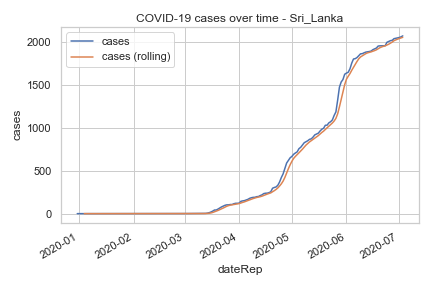 COVID-19 cases over time - Sri_Lanka
cases
cases (rolling)
cases
2000
1500
1000
500
0
2020-01
2020-02
2020-03
2020-04
2020-05
2020-06
2020-07
dateRep